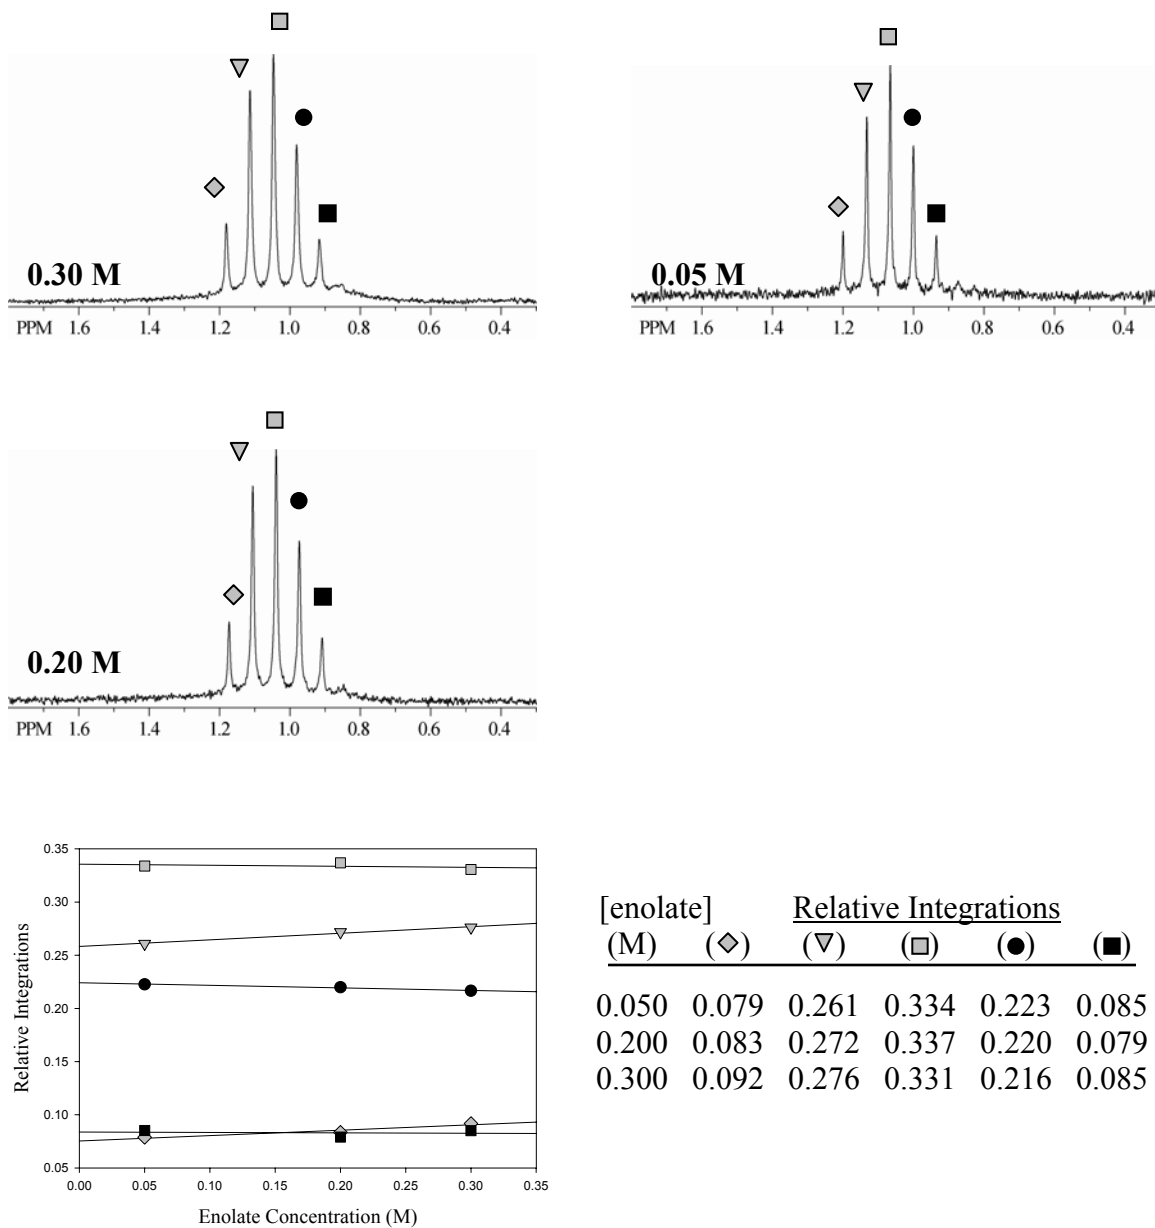 0.30 M
PPM 1.6 1.4 1.2 1.0 0.8 0.6 0.4
0.05 M
PPM 1.6 1.4 1.2 1.0 0.8 0.6 0.4
0.20 M
PPM 1.6 1.4 1.2 1.0 0.8 0.6 0.4
Relative Integrations
0.35
0.30
0.25
0.20
0.15
0.10
0.05
0.00 0.05 0.10 0.15 0.20 0.25 0.30 0.35
Enolate Concentration (M)
[enolate] Relative Integrations
(M) (◇) (▽) (□) (●) (■)
0.050 0.079 0.261 0.334 0.223 0.085
0.200 0.083 0.272 0.337 0.220 0.079
0.300 0.092 0.276 0.331 0.216 0.085